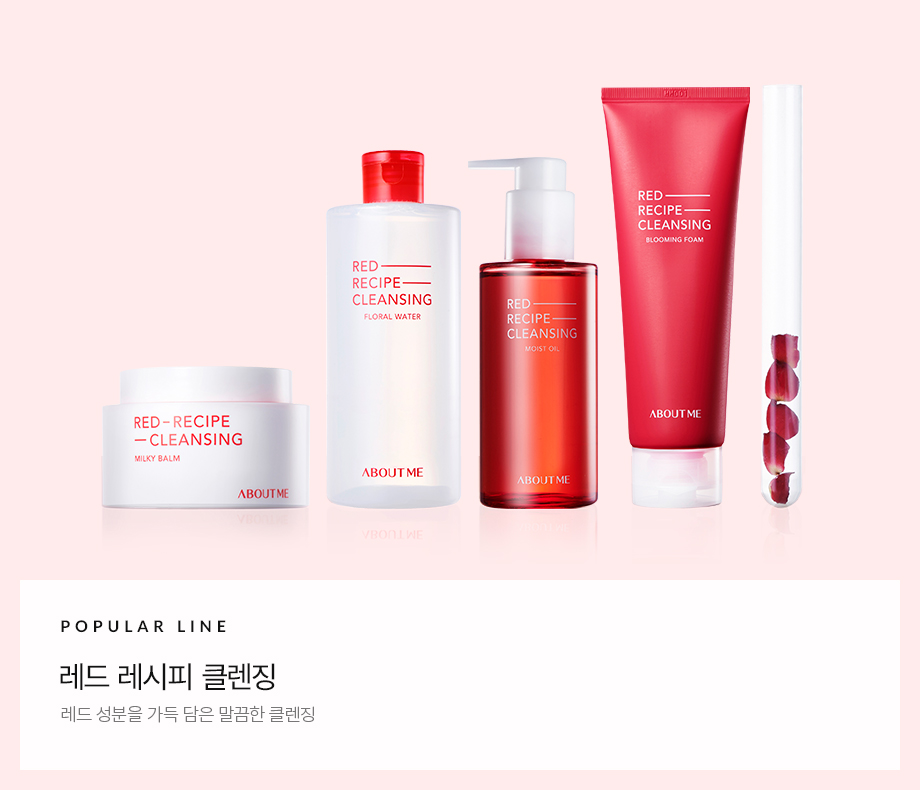 RED
RECIPE
CLEANSING
BLOOMING FOAM
ABOUT ME
RED
RECIPE
CLEANSING
FLORAL WATER
ABOUT ME
RED
RECIPE
CLEANSING
MOIST OIL
ABOUT ME
RED-RECIPE
-CLEANSING
MILKY BALM
ABOUT ME
POPULAR LINE
레드 레시피 클렌징
레드 성분을 가득 담은 말끔한 클렌징